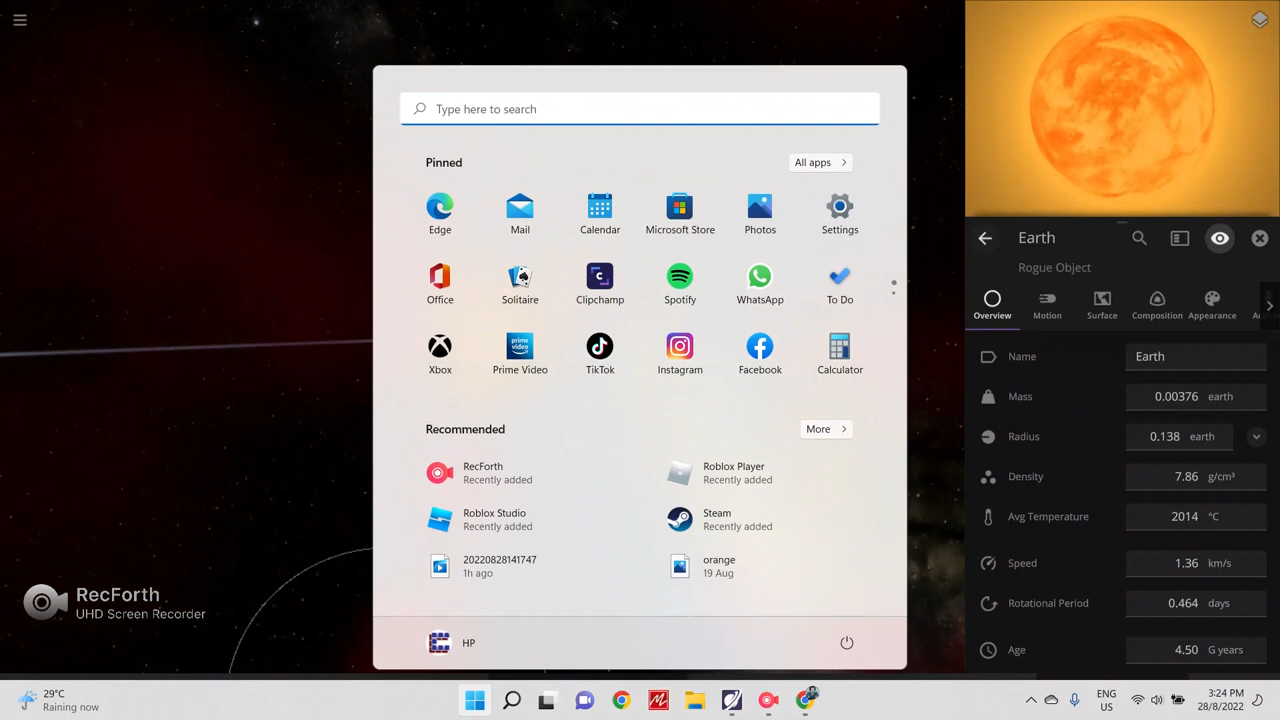 Type here to search
Pinned
All apps
Edge
Mail
Calendar
Microsoft Store
Photos
Settings
Office
Solitaire
Clipchamp
Spotify
WhatsApp
To Do
Xbox
prime video
Prime Video
TikTok
Instagram
Facebook
Calculator
Recommended
More
RecForth
Recently added
Roblox Player
Recently added
Roblox Studio
Recently added
Steam
Recently added
20220828141747
1h ago
orange
19 Aug
HP
RecForth
UHD Screen Recorder
Earth
Rogue Object
Overview
Motion
Surface
Composition
Appearance
Name Earth
Mass 0.00376 earth
Radius 0.138 earth
Density 7.86 g/cm³
Avg Temperature 2014 °C
Speed 1.36 km/s
Rotational Period 0.464 days
Age 4.50 G years
29°C
Raining now
ENG
US
3:24 PM
28/8/2022